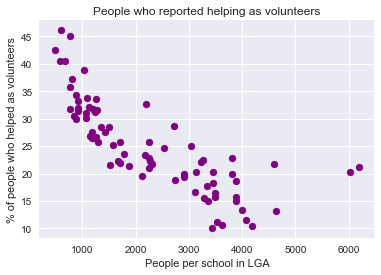 People who reported helping as volunteers
% of people who helped as volunteers
45
40
35
30
25
20
15
10
1000 2000 3000 4000 5000 6000
People per school in LGA